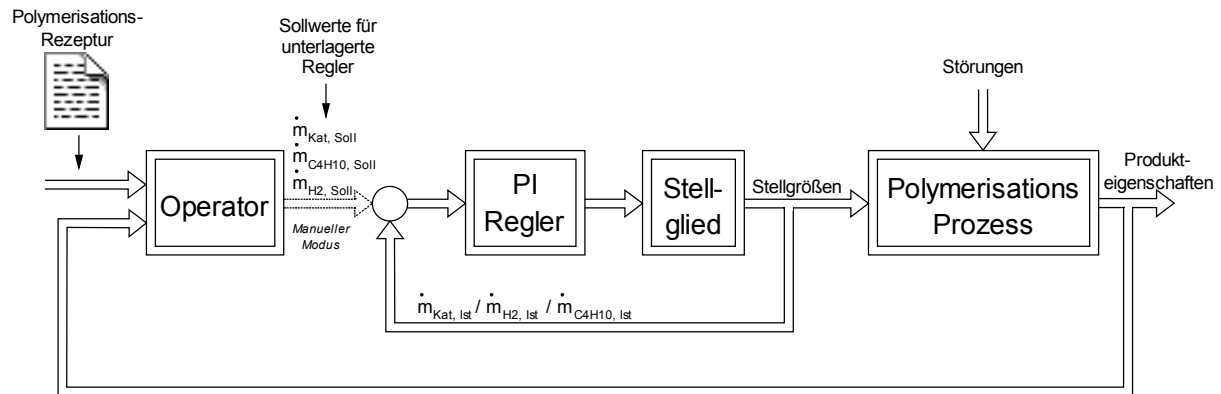 Polymerisations-
Rezeptur
Sollwerte für
unterlagerte
Regler
Störungen
ṁKat, Soll
ṁC4H10, Soll
ṁH2, Soll
Manueller
Modus
Operator
PI
Regler
Stell-
glied
Stellgrößen
Polymerisations
Prozess
Produkt-
eigenschaften
ṁKat, Ist / ṁH2, Ist / ṁC4H10, Ist